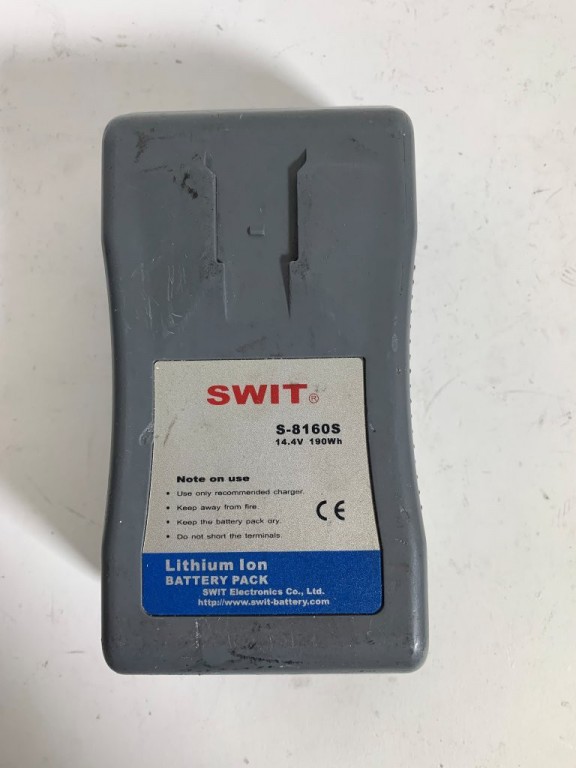 SWIT®
S-8160S
14.4V 190Wh
Note on use
• Use only recommended charger.
• Keep away from fire.
• Keep the battery pack dry.
• Do not short the terminals.
CE
Lithium Ion
BATTERY PACK
SWIT Electronics Co., Ltd.
http://www.swit-battery.com